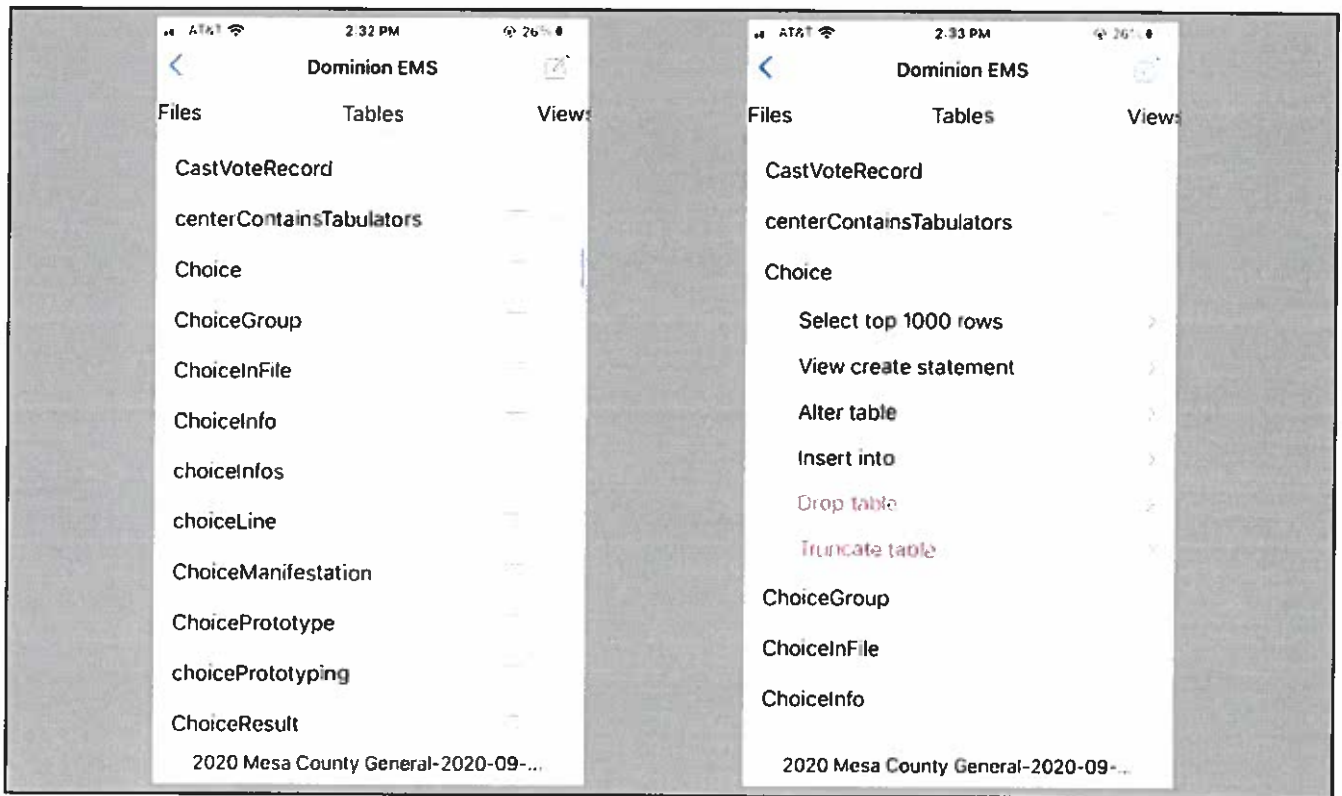 AT&T 2:32 PM 26%
Dominion EMS
Files Tables Views
CastVoteRecord
centerContainsTabulators
Choice
ChoiceGroup
ChoiceInFile
ChoiceInfo
choiceInfos
choiceLine
ChoiceManifestation
ChoicePrototype
choicePrototyping
ChoiceResult
2020 Mesa County General-2020-09-...
AT&T 2:33 PM 26%
Dominion EMS
Files Tables Views
CastVoteRecord
centerContainsTabulators
Choice
Select top 1000 rows
View create statement
Alter table
Insert into
Drop table
Truncate table
ChoiceGroup
ChoiceInFile
ChoiceInfo
2020 Mesa County General-2020-09-...